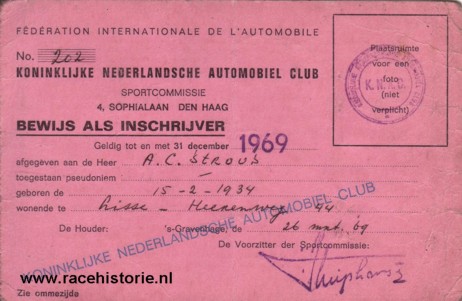 FÉDÉRATION INTERNATIONALE DE L'AUTOMOBILE
No. 202
KONINKLIJKE NEDERLANDSCHE AUTOMOBIEL CLUB
SPORTCOMMISSIE
4, SOPHIALAAN DEN HAAG
BEWIJS ALS INSCHRIJVER
Plaatsruimte
voor een
foto
(niet
verplicht)
K.N.A.C.
Geldig tot en met 31 december 1969
afgegeven aan de Heer A.C. STROUS
toegestaan pseudoniem —
geboren de 15-2-1934
wonende te Lisse - Heereweg 44
De Houder: 's-Gravenhage, de 26 mrt. 69
KONINKLIJKE NEDERLANDSCHE AUTOMOBIEL CLUB
De Voorzitter der Sportcommissie:
www.racehistorie.nl
Zie ommezijde